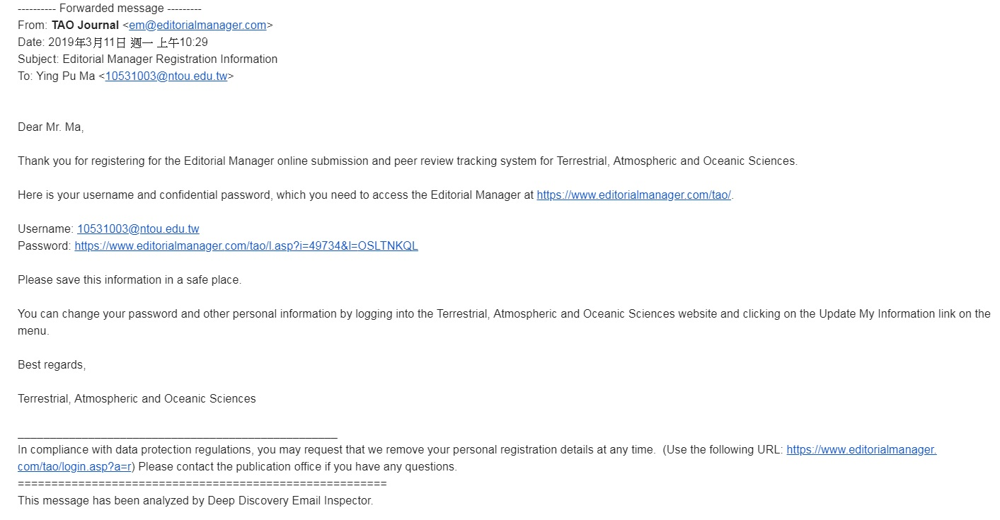 ---------- Forwarded message ---------
From: TAO Journal <em@editorialmanager.com>
Date: 2019年3月11日 週一 上午10:29
Subject: Editorial Manager Registration Information
To: Ying Pu Ma <10531003@ntou.edu.tw>
Dear Mr. Ma,
Thank you for registering for the Editorial Manager online submission and peer review tracking system for Terrestrial, Atmospheric and Oceanic Sciences.
Here is your username and confidential password, which you need to access the Editorial Manager at https://www.editorialmanager.com/tao/.
Username: 10531003@ntou.edu.tw
Password: https://www.editorialmanager.com/tao/l.asp?i=49734&l=OSLTNKQL
Please save this information in a safe place.
You can change your password and other personal information by logging into the Terrestrial, Atmospheric and Oceanic Sciences website and clicking on the Update My Information link on the
menu.
Best regards,
Terrestrial, Atmospheric and Oceanic Sciences
__________________________________________________
In compliance with data protection regulations, you may request that we remove your personal registration details at any time.  (Use the following URL: https://www.editorialmanager.
com/tao/login.asp?a=r) Please contact the publication office if you have any questions.
=======================================================
This message has been analyzed by Deep Discovery Email Inspector.